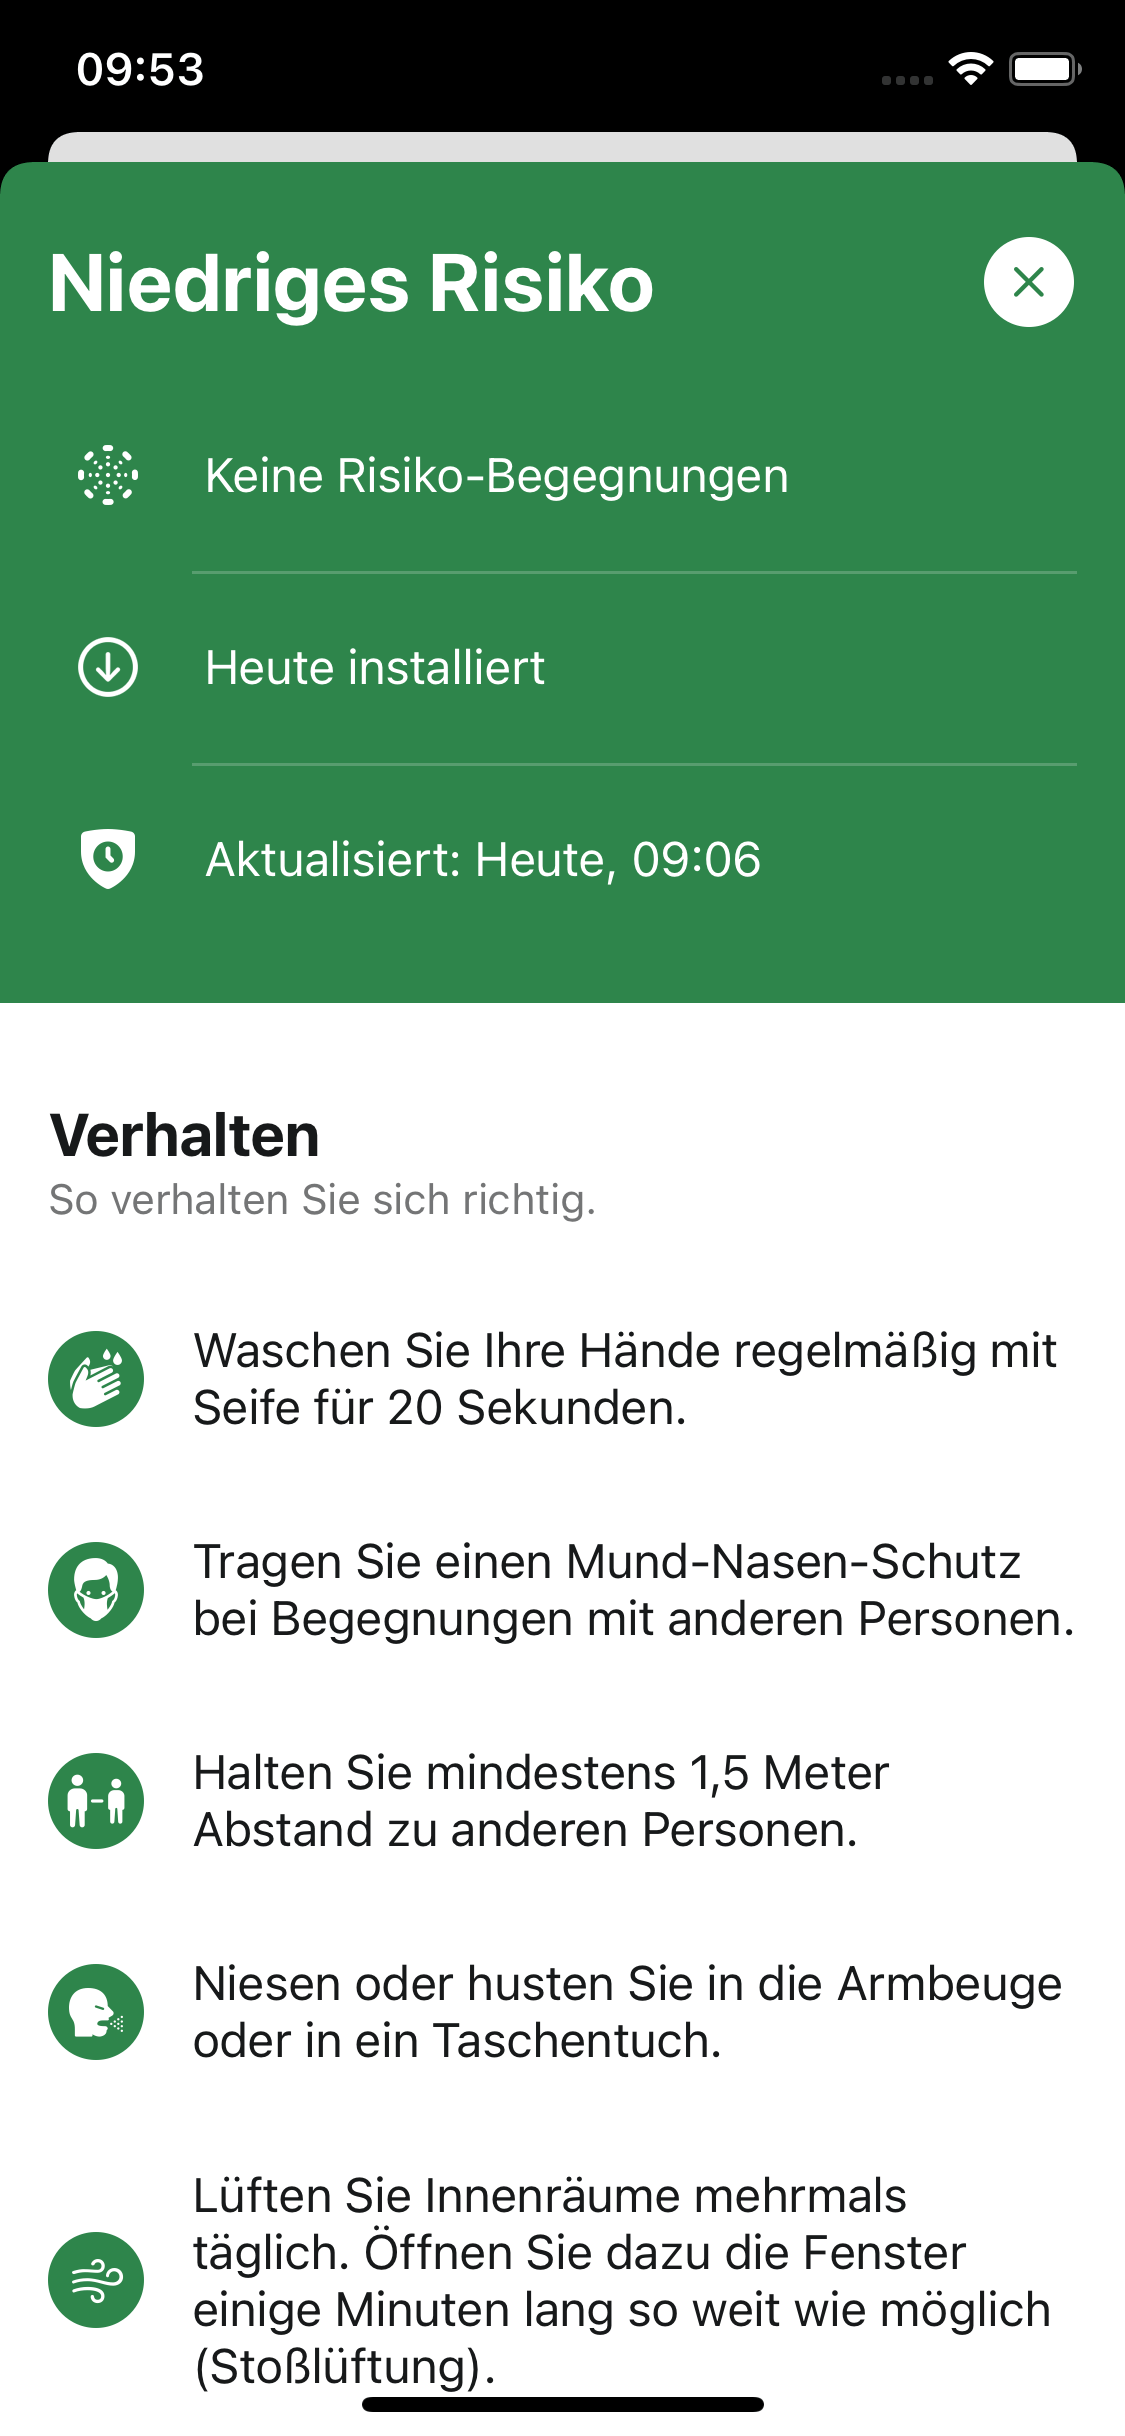 09:53
Niedriges Risiko
Keine Risiko-Begegnungen
Heute installiert
Aktualisiert: Heute, 09:06
Verhalten
So verhalten Sie sich richtig.
Waschen Sie Ihre Hände regelmäßig mit
Seife für 20 Sekunden.
Tragen Sie einen Mund-Nasen-Schutz
bei Begegnungen mit anderen Personen.
Halten Sie mindestens 1,5 Meter
Abstand zu anderen Personen.
Niesen oder husten Sie in die Armbeuge
oder in ein Taschentuch.
Lüften Sie Innenräume mehrmals
täglich. Öffnen Sie dazu die Fenster
einige Minuten lang so weit wie möglich
(Stoßlüftung).